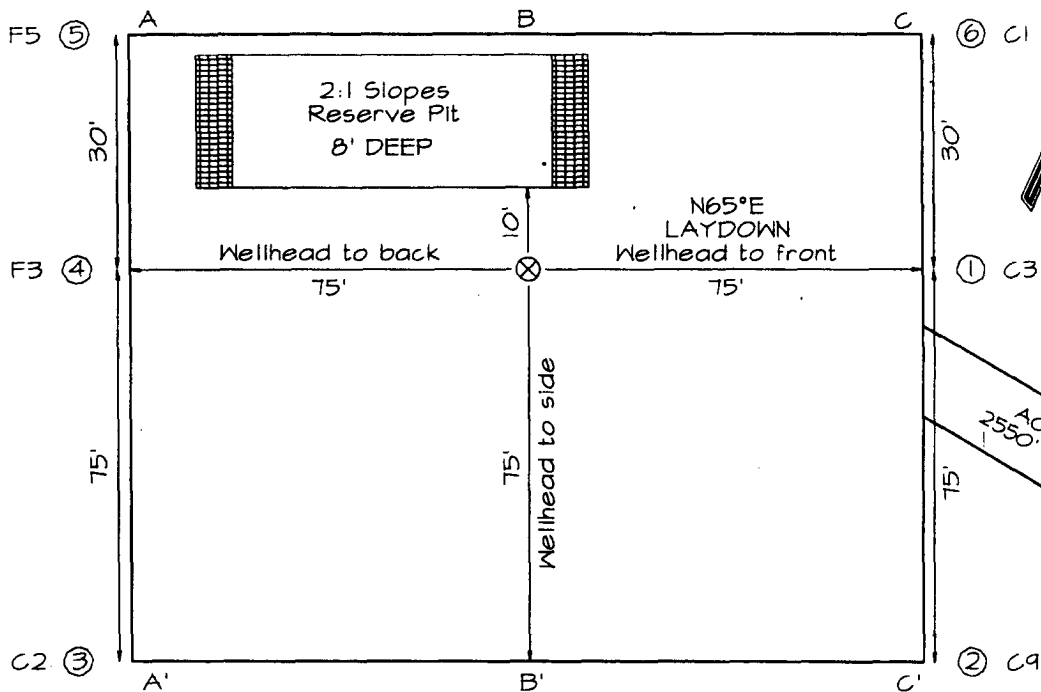 A B C
F5 ⑤ ⑥ C1
2:1 Slopes
Reserve Pit
8' DEEP
30' 30'
10'
N65°E
LAYDOWN
Wellhead to back Wellhead to front
F3 ④ ① C3
75' 75'
Wellhead to side
75' 75' 75'
2550'
C2 ③ ② C9
A' B' C'